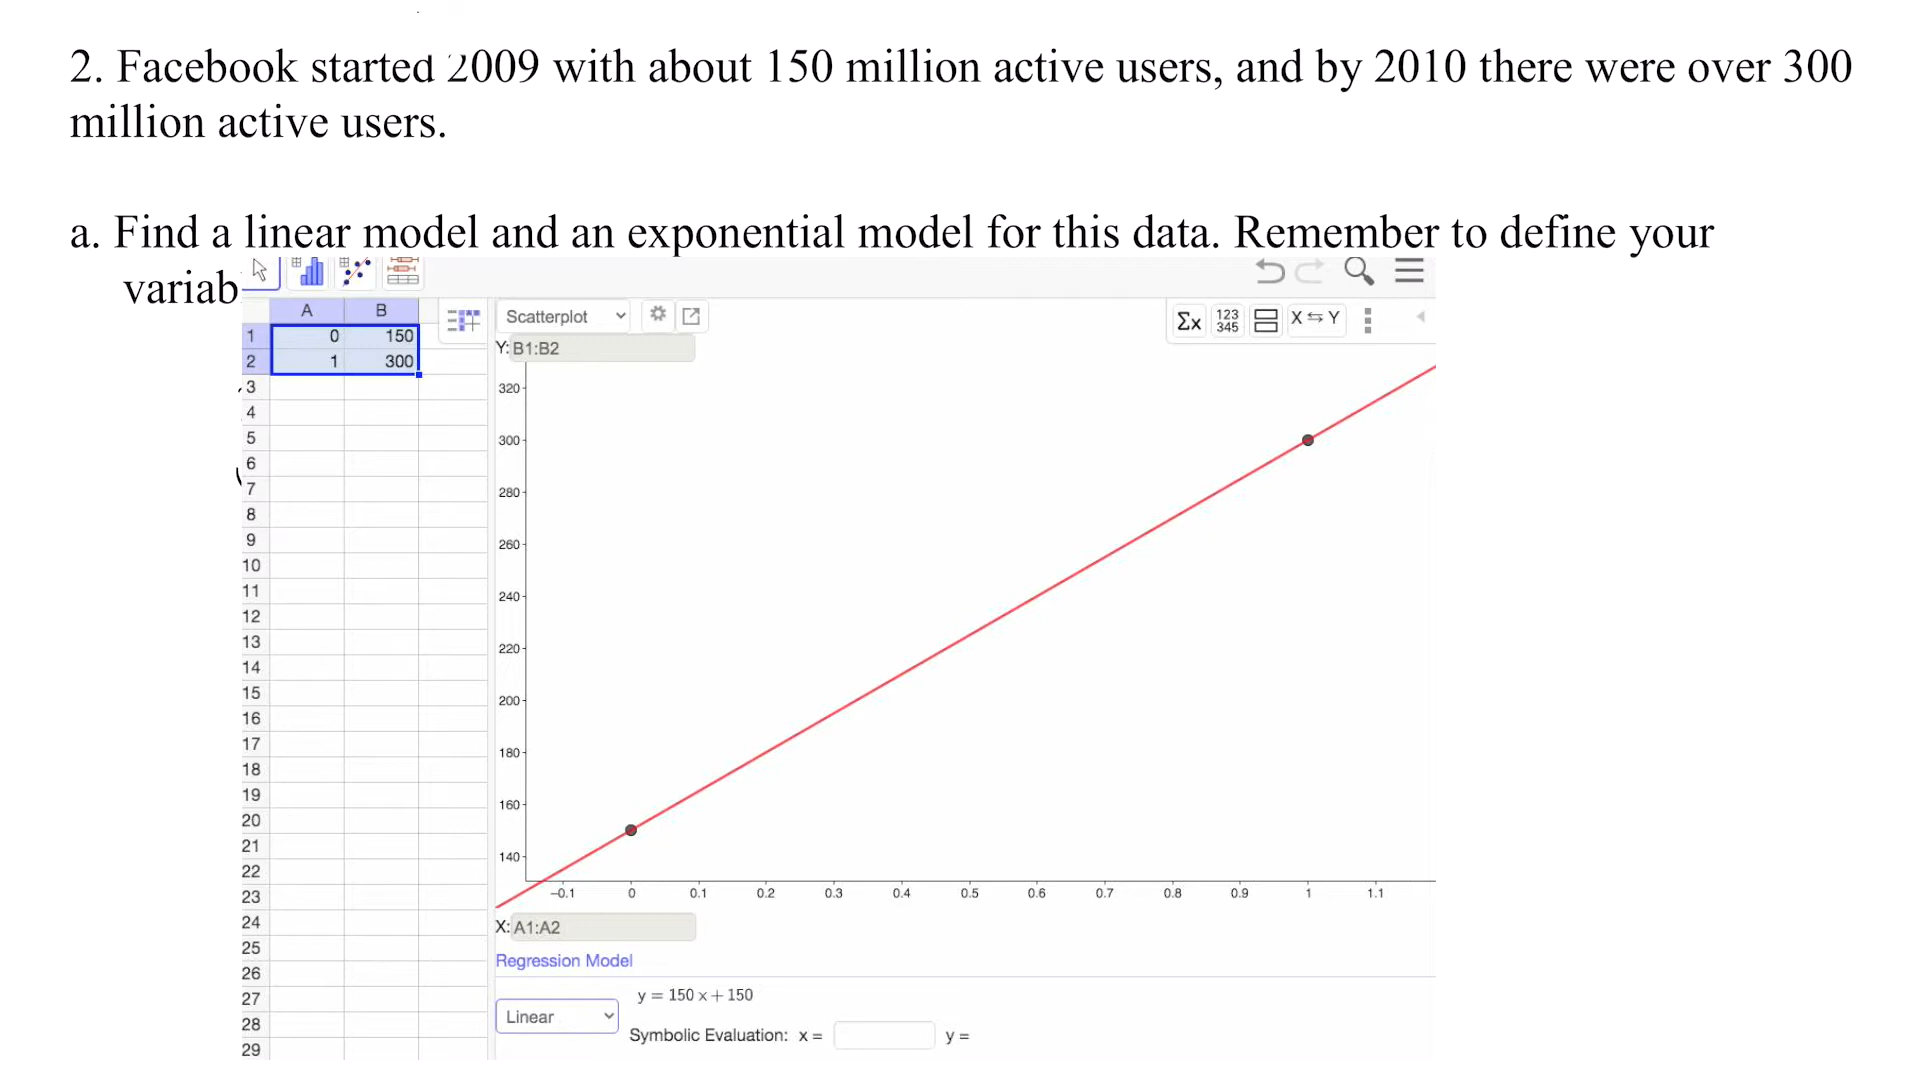 2. Facebook started 2009 with about 150 million active users, and by 2010 there were over 300
million active users.
a. Find a linear model and an exponential model for this data. Remember to define your
variab
A B
1 0 150
2 1 300
3
4
5
6
7
8
9
10
11
12
13
14
15
16
17
18
19
20
21
22
23
24
25
26
27
28
29
Scatterplot
Σx 123 345 X ⇆ Y
Y: B1:B2
320
300
280
260
240
220
200
180
160
140
–0.1 0 0.1 0.2 0.3 0.4 0.5 0.6 0.7 0.8 0.9 1 1.1
X: A1:A2
Regression Model
y = 150 x + 150
Linear
Symbolic Evaluation: x = y =